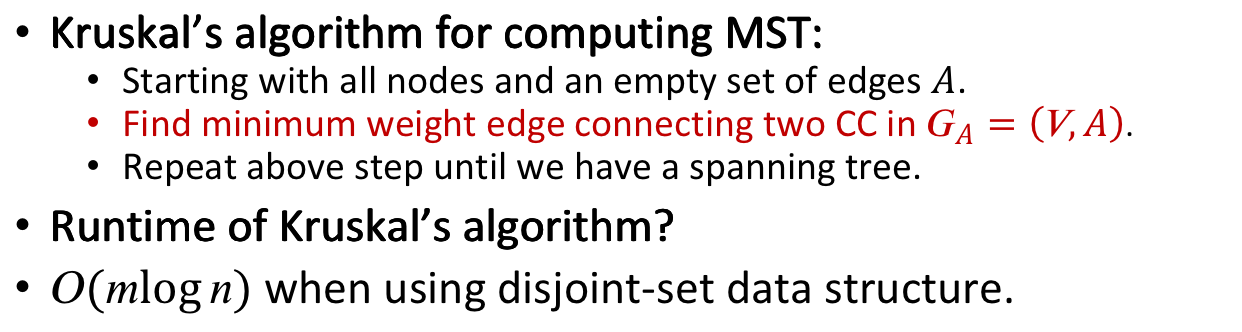 • Kruskal’s algorithm for computing MST:
• Starting with all nodes and an empty set of edges A.
• Find minimum weight edge connecting two CC in G_A = (V, A).
• Repeat above step until we have a spanning tree.
• Runtime of Kruskal’s algorithm?
• O(mlog n) when using disjoint-set data structure.